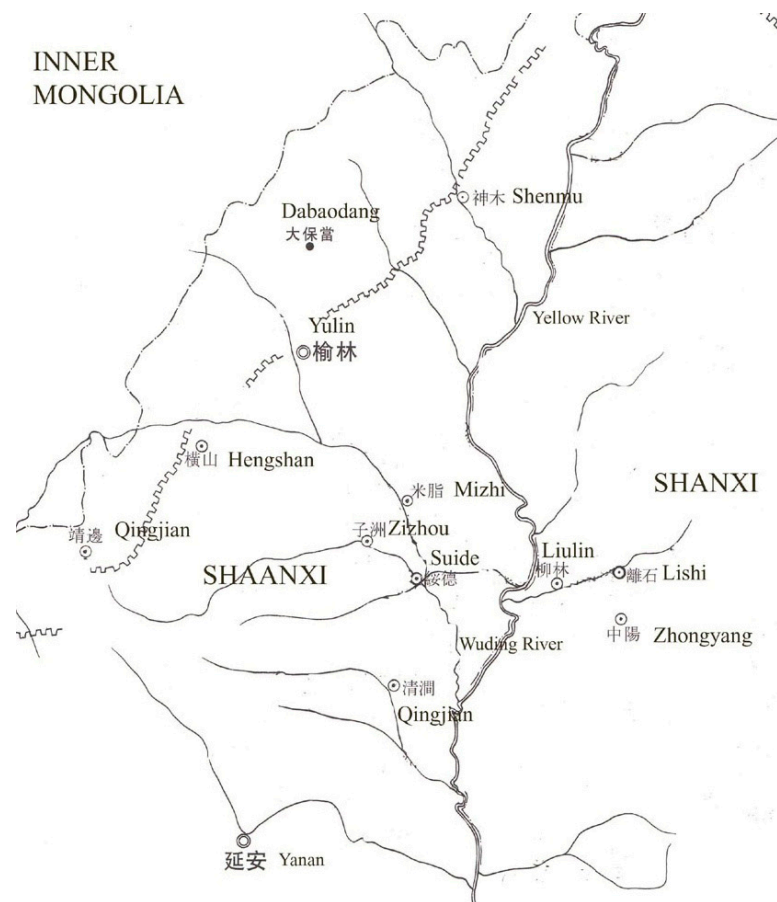 INNER
MONGOLIA
神木 Shenmu
Dabaodang
大保當
Yellow River
Yulin
榆林
橫山 Hengshan
米脂 Mizhi
SHANXI
靖邊 Qingjian
子洲 Zizhou
SHAANXI
Suide
綏德
Liulin
柳林
離石 Lishi
中陽 Zhongyang
Wuding River
清澗
Qingjian
延安 Yanan